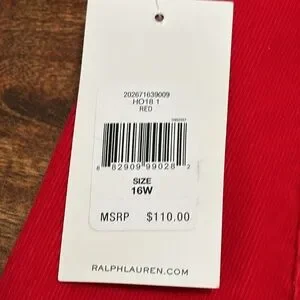 202671639009
HO18 1
RED
8 82909 99028 2
SIZE
16W
MSRP $110.00
RALPHLAUREN.COM